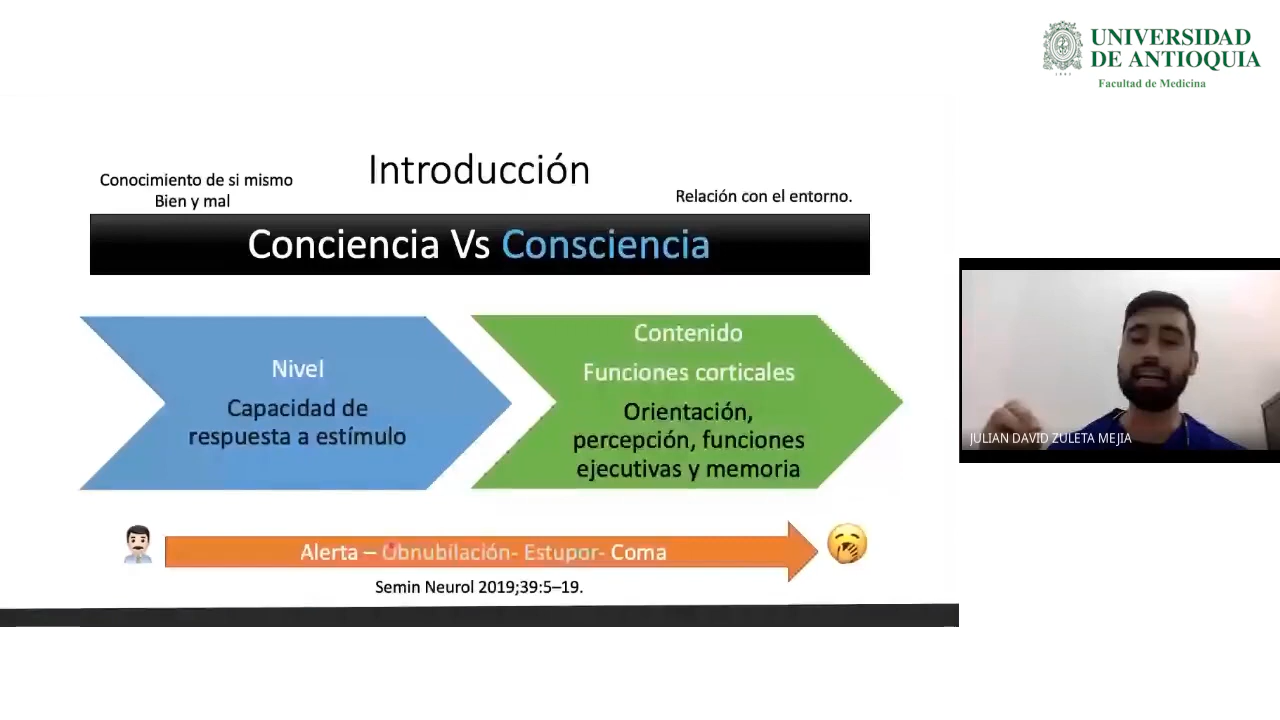 UNIVERSIDAD
DE ANTIOQUIA
Facultad de Medicina
Introducción
Conocimiento de si mismo
Bien y mal
Relación con el entorno.
Conciencia Vs Consciencia
Nivel
Capacidad de
respuesta a estímulo
Contenido
Funciones corticales
Orientación,
percepción, funciones
ejecutivas y memoria
Alerta – Obnubilación- Estupor- Coma
Semin Neurol 2019;39:5–19.
JULIAN DAVID ZULETA MEJIA